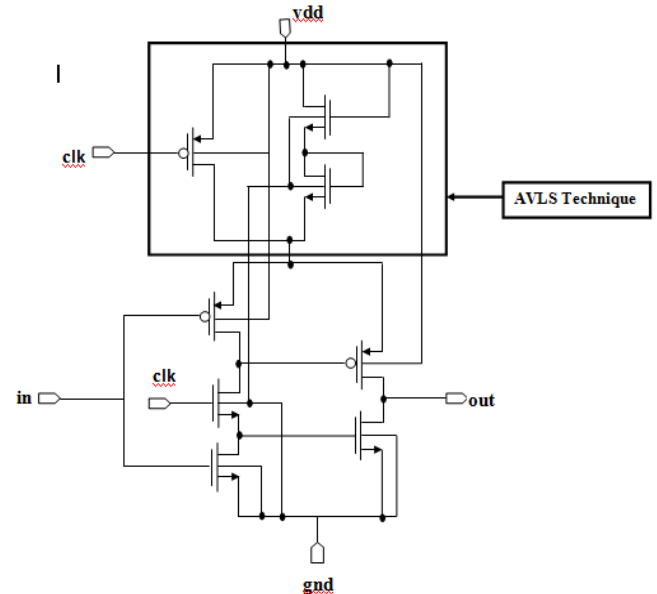 vdd
clk
AVLS Technique
clk
in
out
gnd